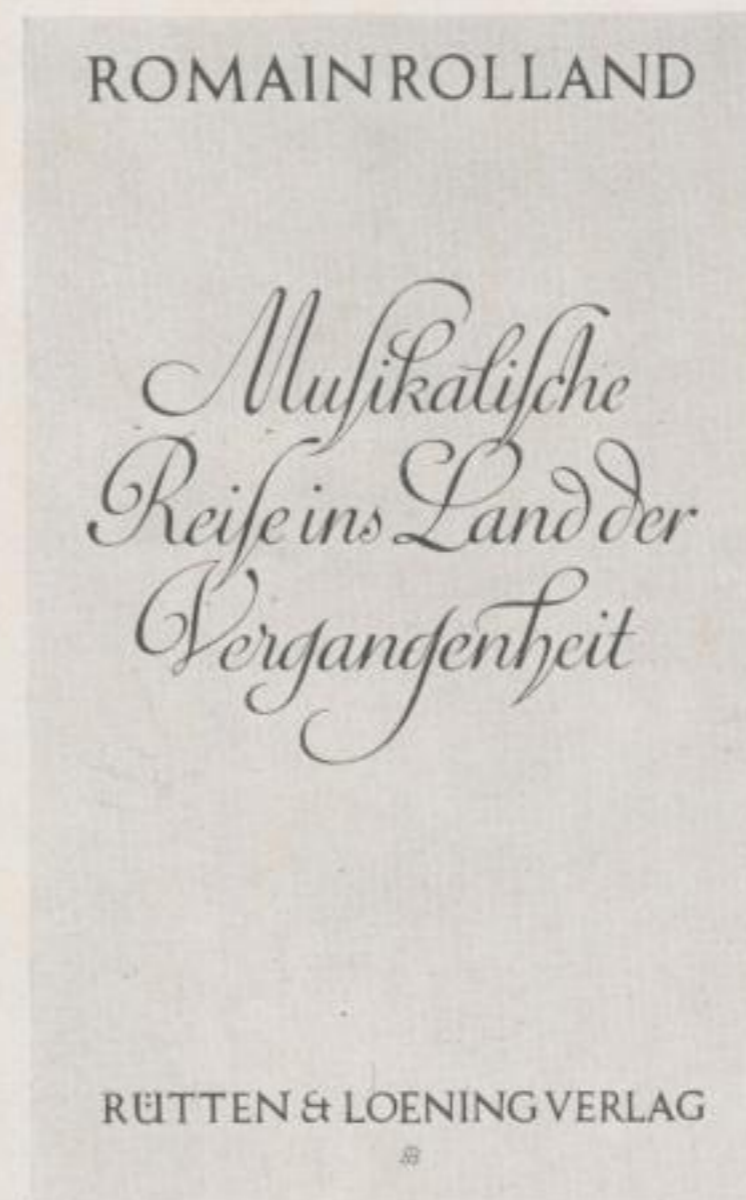 ROMAIN ROLLAND
Muſikaliſche
Reiſe ins Land der
Vergangenheit
RÜTTEN & LOENING VERLAG